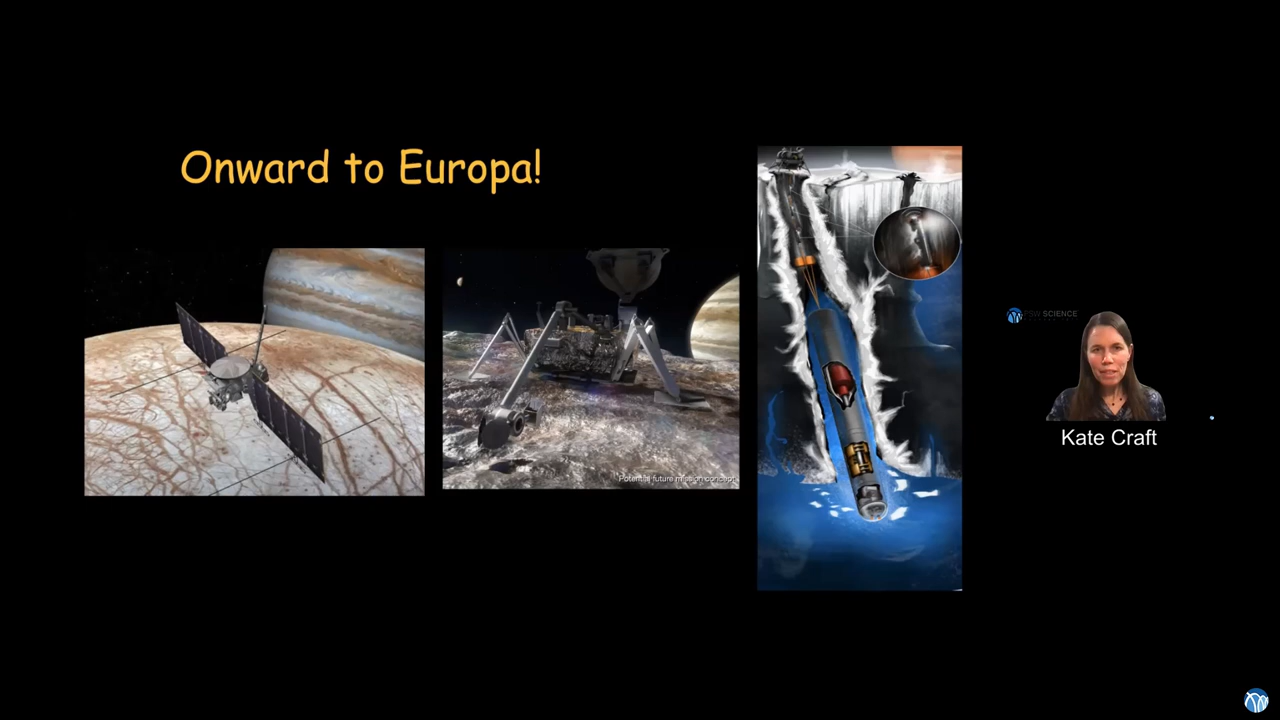 Onward to Europa!
Potential future mission concept
PSW SCIENCE
Kate Craft